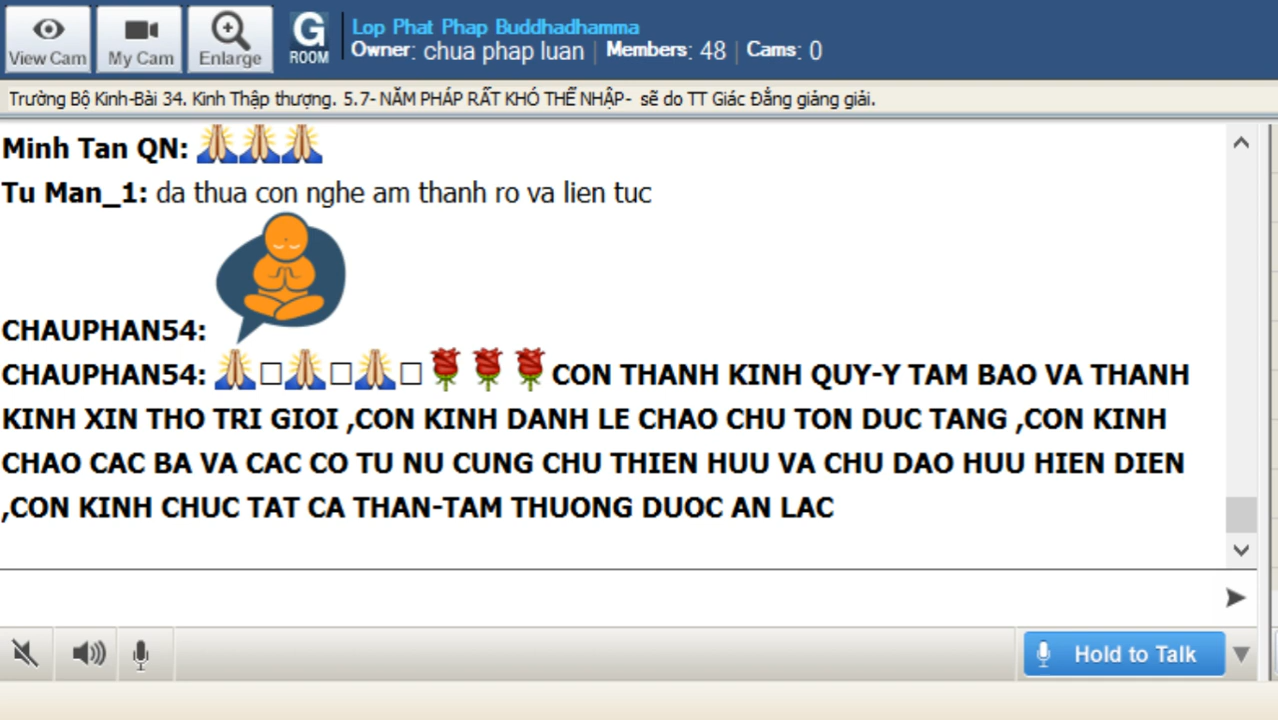 View Cam
My Cam
Enlarge
G ROOM
Lop Phat Phap Buddhadhamma
Owner: chua phap luan | Members: 48 | Cams: 0
Trường Bộ Kinh-Bài 34. Kinh Thập thượng. 5.7- NĂM PHÁP RẤT KHÓ THỂ NHẬP- sẽ do TT Giác Đẳng giảng giải.
Minh Tan QN: 🙏🙏🙏
Tu Man_1: da thua con nghe am thanh ro va lien tuc
CHAUPHAN54:
CHAUPHAN54: 🙏□🙏□🙏□🌹🌹🌹CON THANH KINH QUY-Y TAM BAO VA THANH
KINH XIN THO TRI GIOI ,CON KINH DANH LE CHAO CHU TON DUC TANG ,CON KINH
CHAO CAC BA VA CAC CO TU NU CUNG CHU THIEN HUU VA CHU DAO HUU HIEN DIEN
,CON KINH CHUC TAT CA THAN-TAM THUONG DUOC AN LAC
Hold to Talk